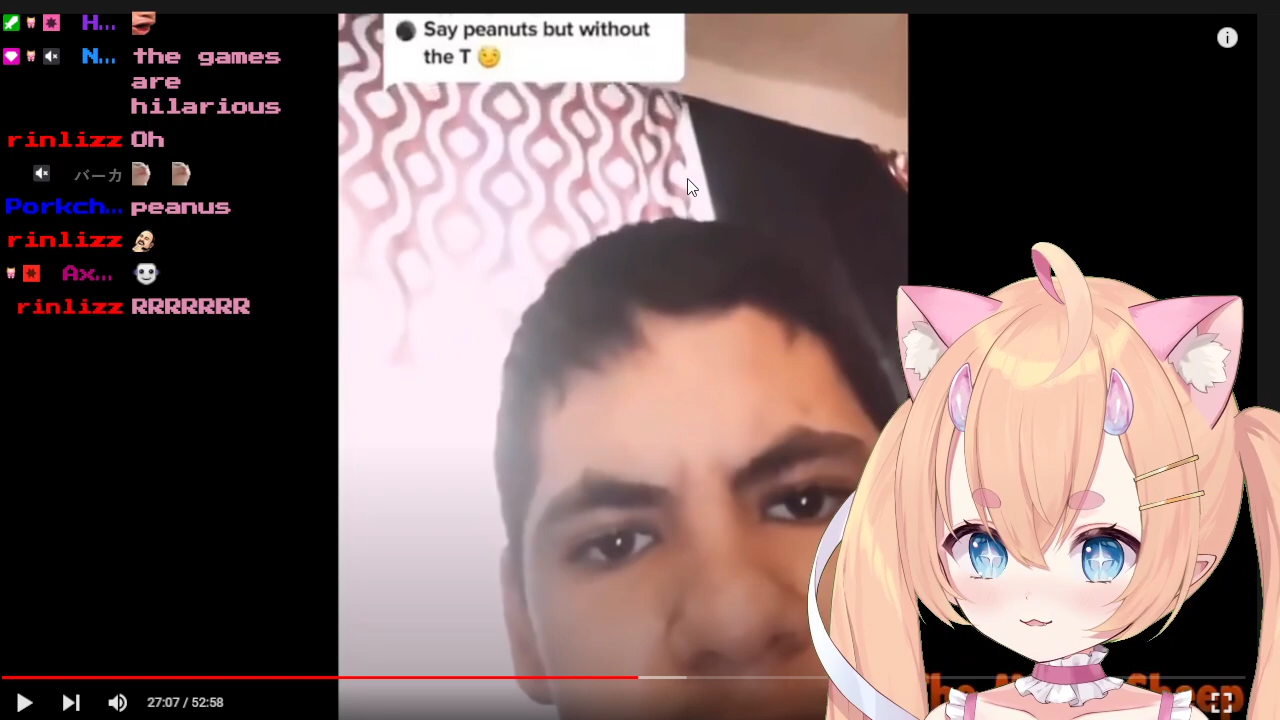 Say peanuts but without
the T 😏
H...
N... the games
are
hilarious
rinlizz Oh
バーカ
Porkch... peanus
rinlizz
Ax...
rinlizz RRRRRRR
27:07 / 52:58